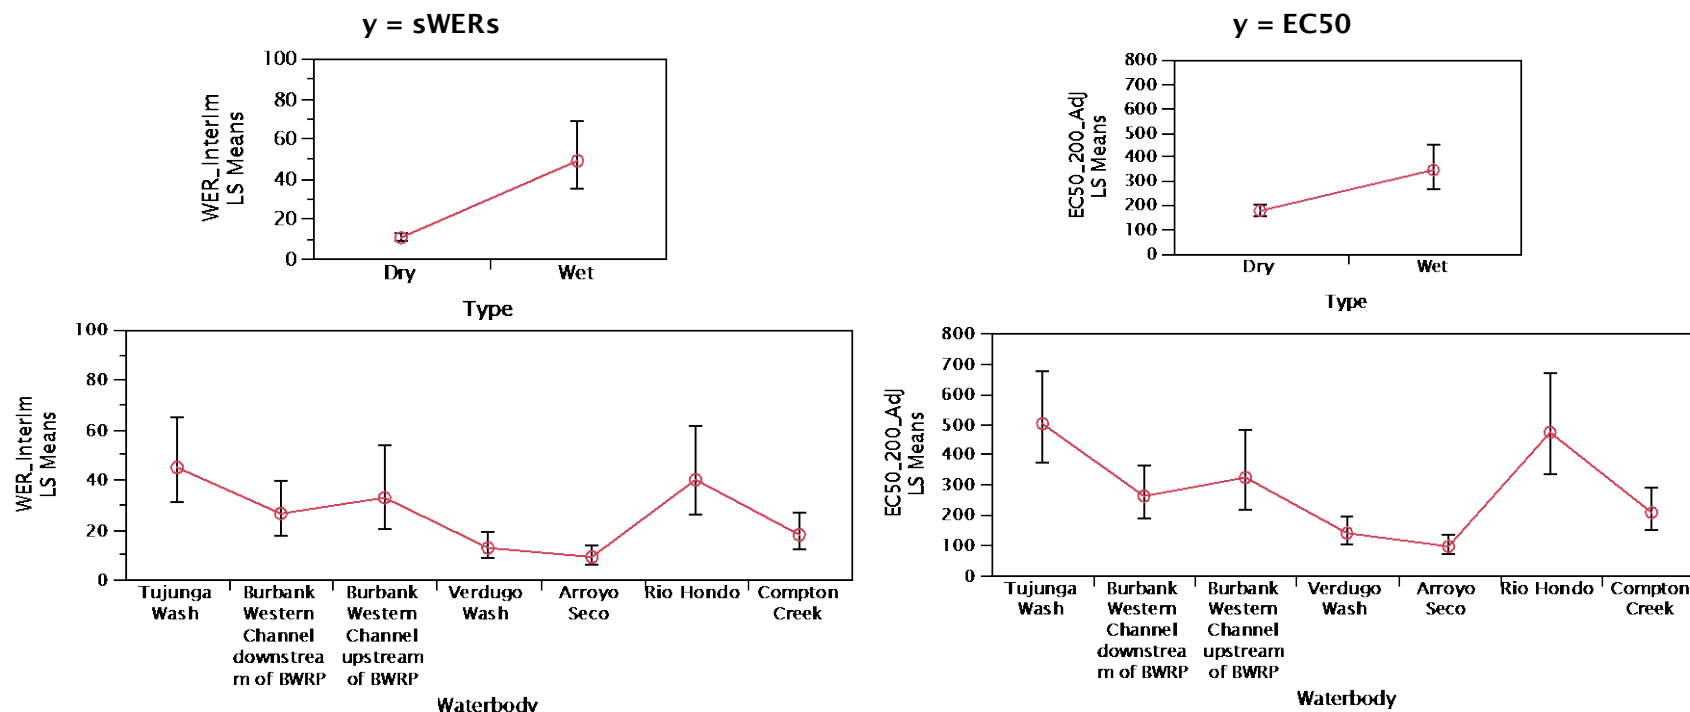 y = sWERs
WER_Interim
LS Means
100
80
60
40
20
0
Dry
Wet
Type
y = EC50
EC50_200_Adj
LS Means
800
700
600
500
400
300
200
100
0
Dry
Wet
Type
WER_Interim
LS Means
100
80
60
40
20
0
Tujunga
Wash
Burbank
Western
Channel
downstrea
m of BWRP
Burbank
Western
Channel
upstream
of BWRP
Verdugo
Wash
Arroyo
Seco
Rio Hondo
Compton
Creek
Waterbody
EC50_200_Adj
LS Means
800
700
600
500
400
300
200
100
0
Tujunga
Wash
Burbank
Western
Channel
downstrea
m of BWRP
Burbank
Western
Channel
upstream
of BWRP
Verdugo
Wash
Arroyo
Seco
Rio Hondo
Compton
Creek
Waterbody